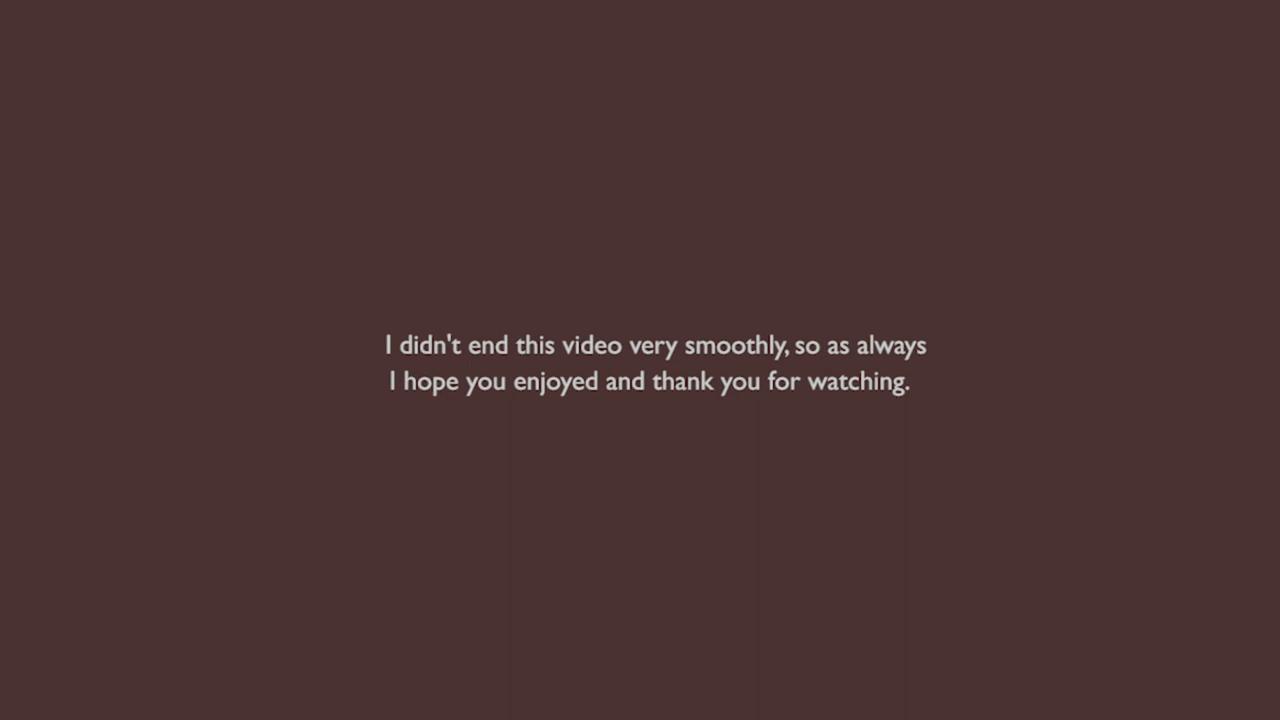 I didn't end this video very smoothly, so as always
I hope you enjoyed and thank you for watching.